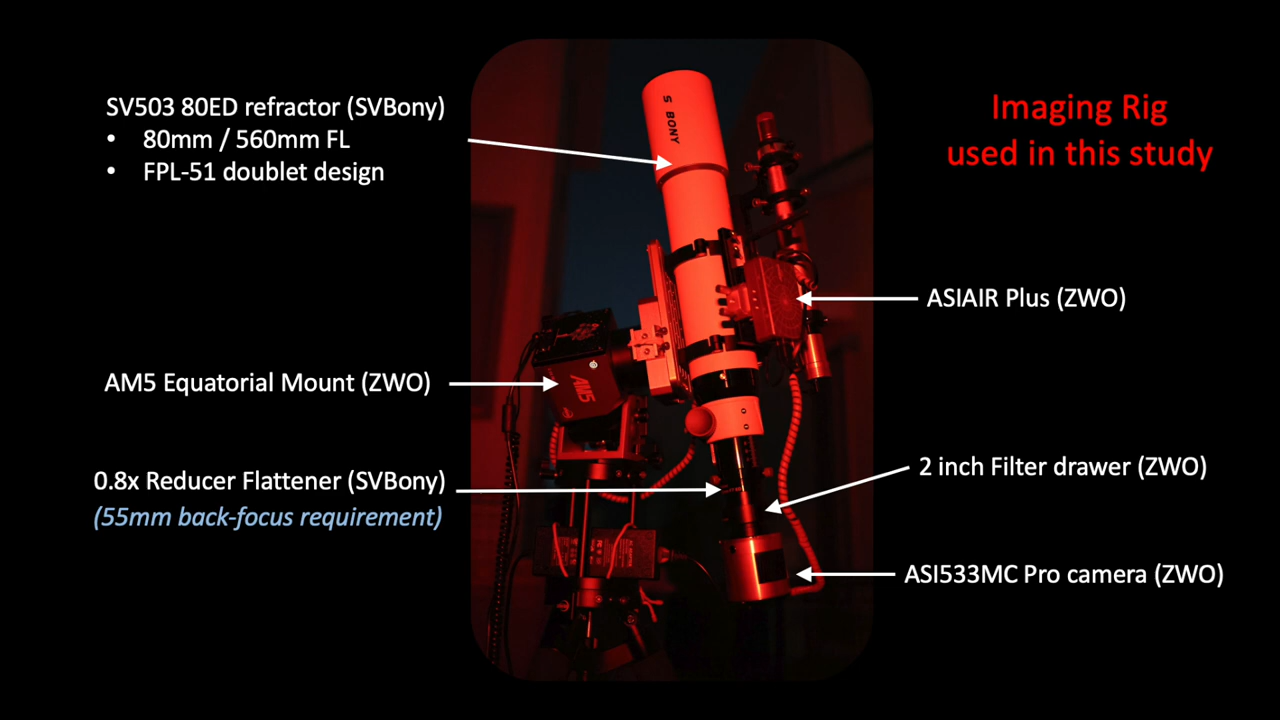 SV503 80ED refractor (SVBony)
• 80mm / 560mm FL
• FPL-51 doublet design
AM5 Equatorial Mount (ZWO)
0.8x Reducer Flattener (SVBony)
(55mm back-focus requirement)
S BONY
AM5
Imaging Rig
used in this study
ASIAIR Plus (ZWO)
2 inch Filter drawer (ZWO)
ASI533MC Pro camera (ZWO)